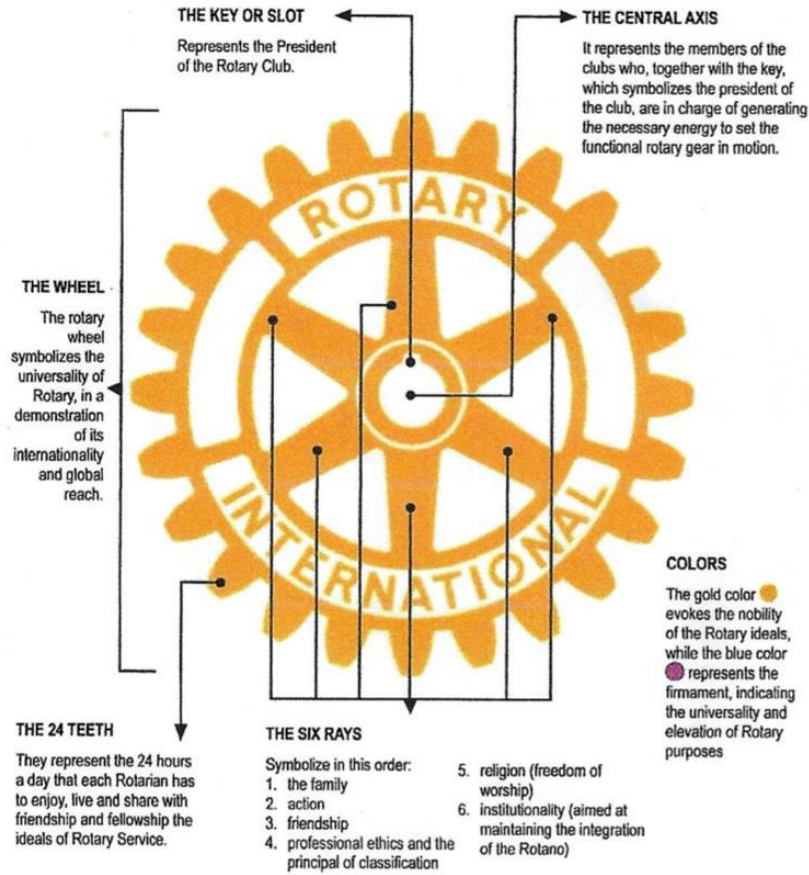 THE KEY OR SLOT
Represents the President
of the Rotary Club.
THE CENTRAL AXIS
It represents the members of the
clubs who, together with the key,
which symbolizes the president of
the club, are in charge of generating
the necessary energy to set the
functional rotary gear in motion.
ROTARY
INTERNATIONAL
THE WHEEL
The rotary
wheel
symbolizes the
universality of
Rotary, in a
demonstration
of its
internationality
and global
reach.
COLORS
The gold color
evokes the nobility
of the Rotary ideals,
while the blue color
represents the
firmament, indicating
the universality and
elevation of Rotary
purposes
THE 24 TEETH
They represent the 24 hours
a day that each Rotarian has
to enjoy, live and share with
friendship and fellowship the
ideals of Rotary Service.
THE SIX RAYS
Symbolize in this order:
1. the family
2. action
3. friendship
4. professional ethics and the
principal of classification
5. religion (freedom of
worship)
6. institutionality (aimed at
maintaining the integration
of the Rotano)